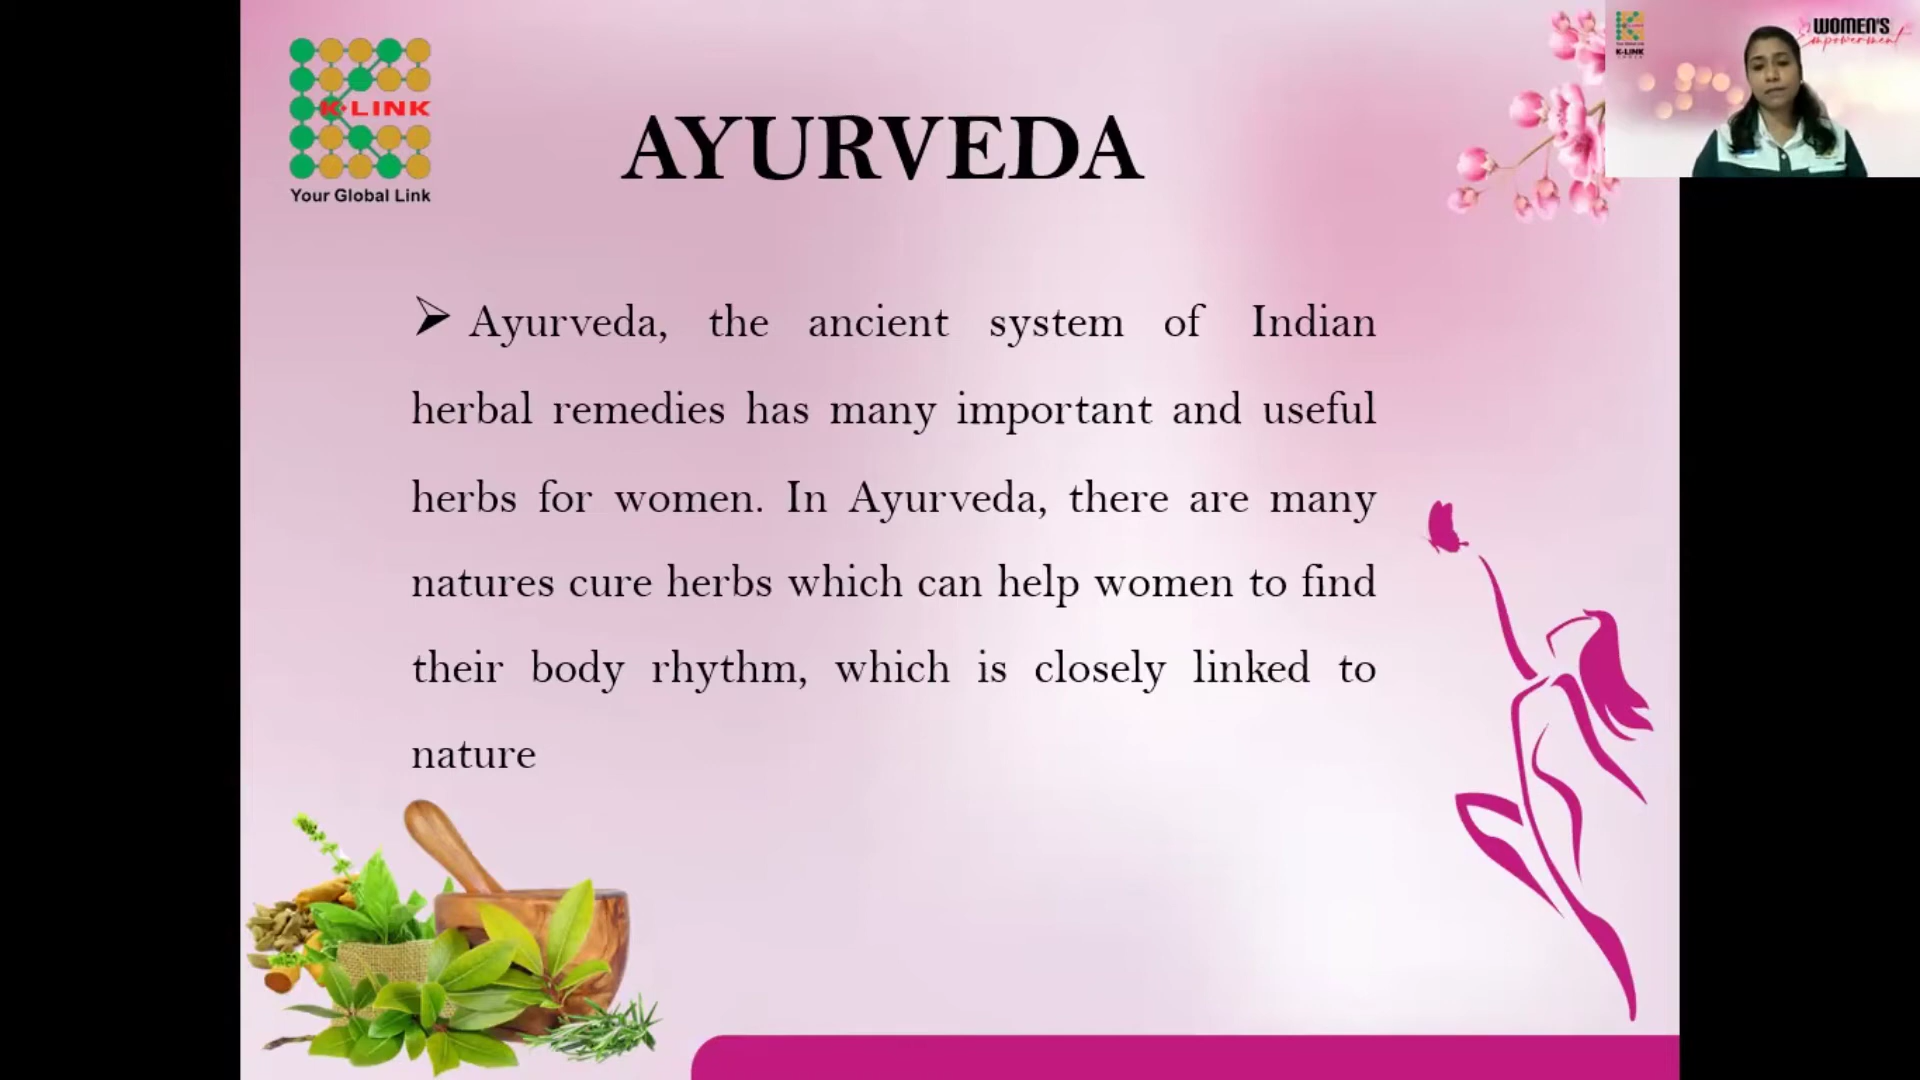 K·LINK
Your Global Link
AYURVEDA
Ayurveda, the ancient system of Indian
herbal remedies has many important and useful
herbs for women. In Ayurveda, there are many
natures cure herbs which can help women to find
their body rhythm, which is closely linked to
nature
WOMEN'S
Empowerment
K-LINK